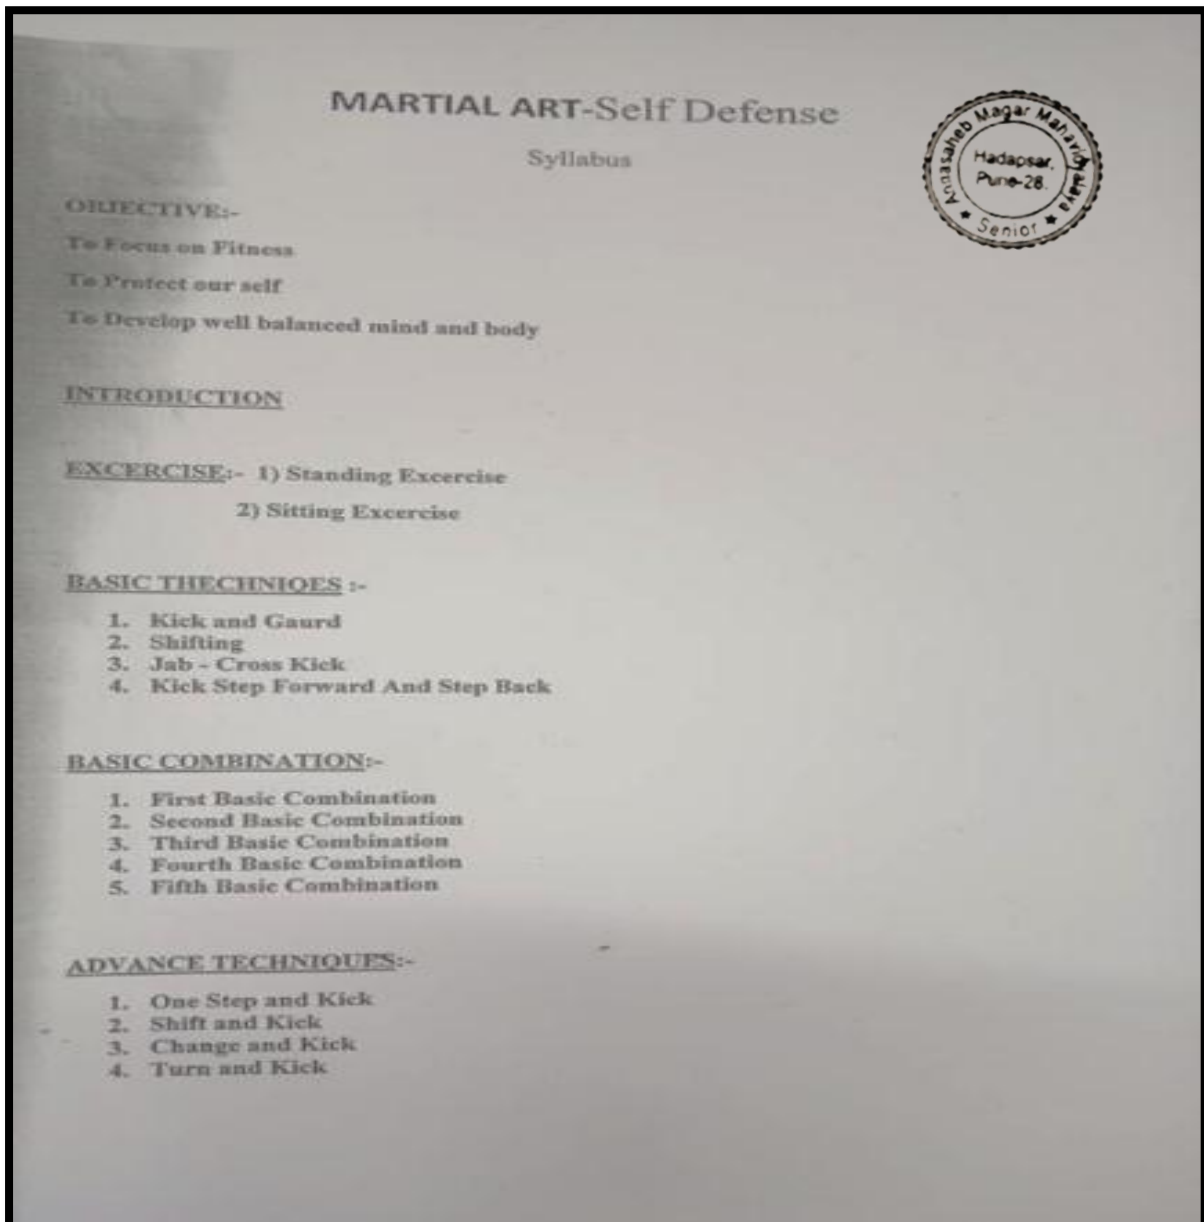 MARTIAL ART-Self Defense
Syllabus
Annasaheb Magar Mahavidyalaya
Hadapsar,
Pune-28.
★ Senior ★
OBJECTIVE:-
To Focus on Fitness
To Protect our self
To Develop well balanced mind and body
INTRODUCTION
EXCERCISE:- 1) Standing Excercise
2) Sitting Excercise
BASIC THECHNIQES :-
1. Kick and Gaurd
2. Shifting
3. Jab - Cross Kick
4. Kick Step Forward And Step Back
BASIC COMBINATION:-
1. First Basic Combination
2. Second Basic Combination
3. Third Basic Combination
4. Fourth Basic Combination
5. Fifth Basic Combination
ADVANCE TECHNIQUES:-
1. One Step and Kick
2. Shift and Kick
3. Change and Kick
4. Turn and Kick